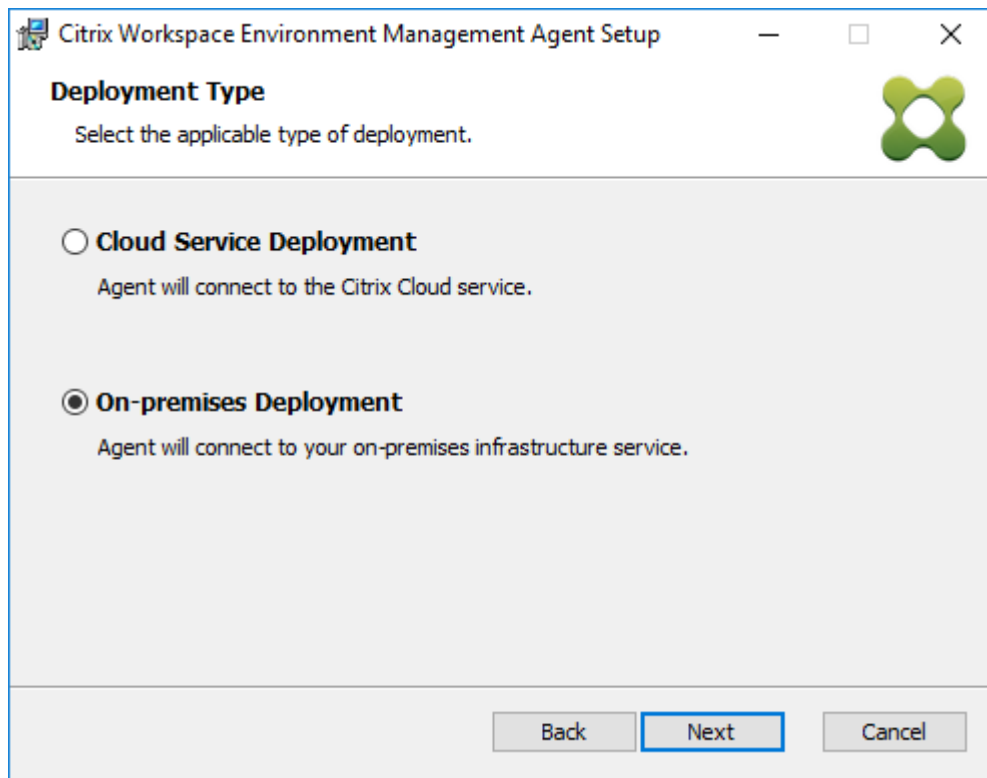 Citrix Workspace Environment Management Agent Setup
Deployment Type
Select the applicable type of deployment.
Cloud Service Deployment
Agent will connect to the Citrix Cloud service.
On-premises Deployment
Agent will connect to your on-premises infrastructure service.
Back Next Cancel